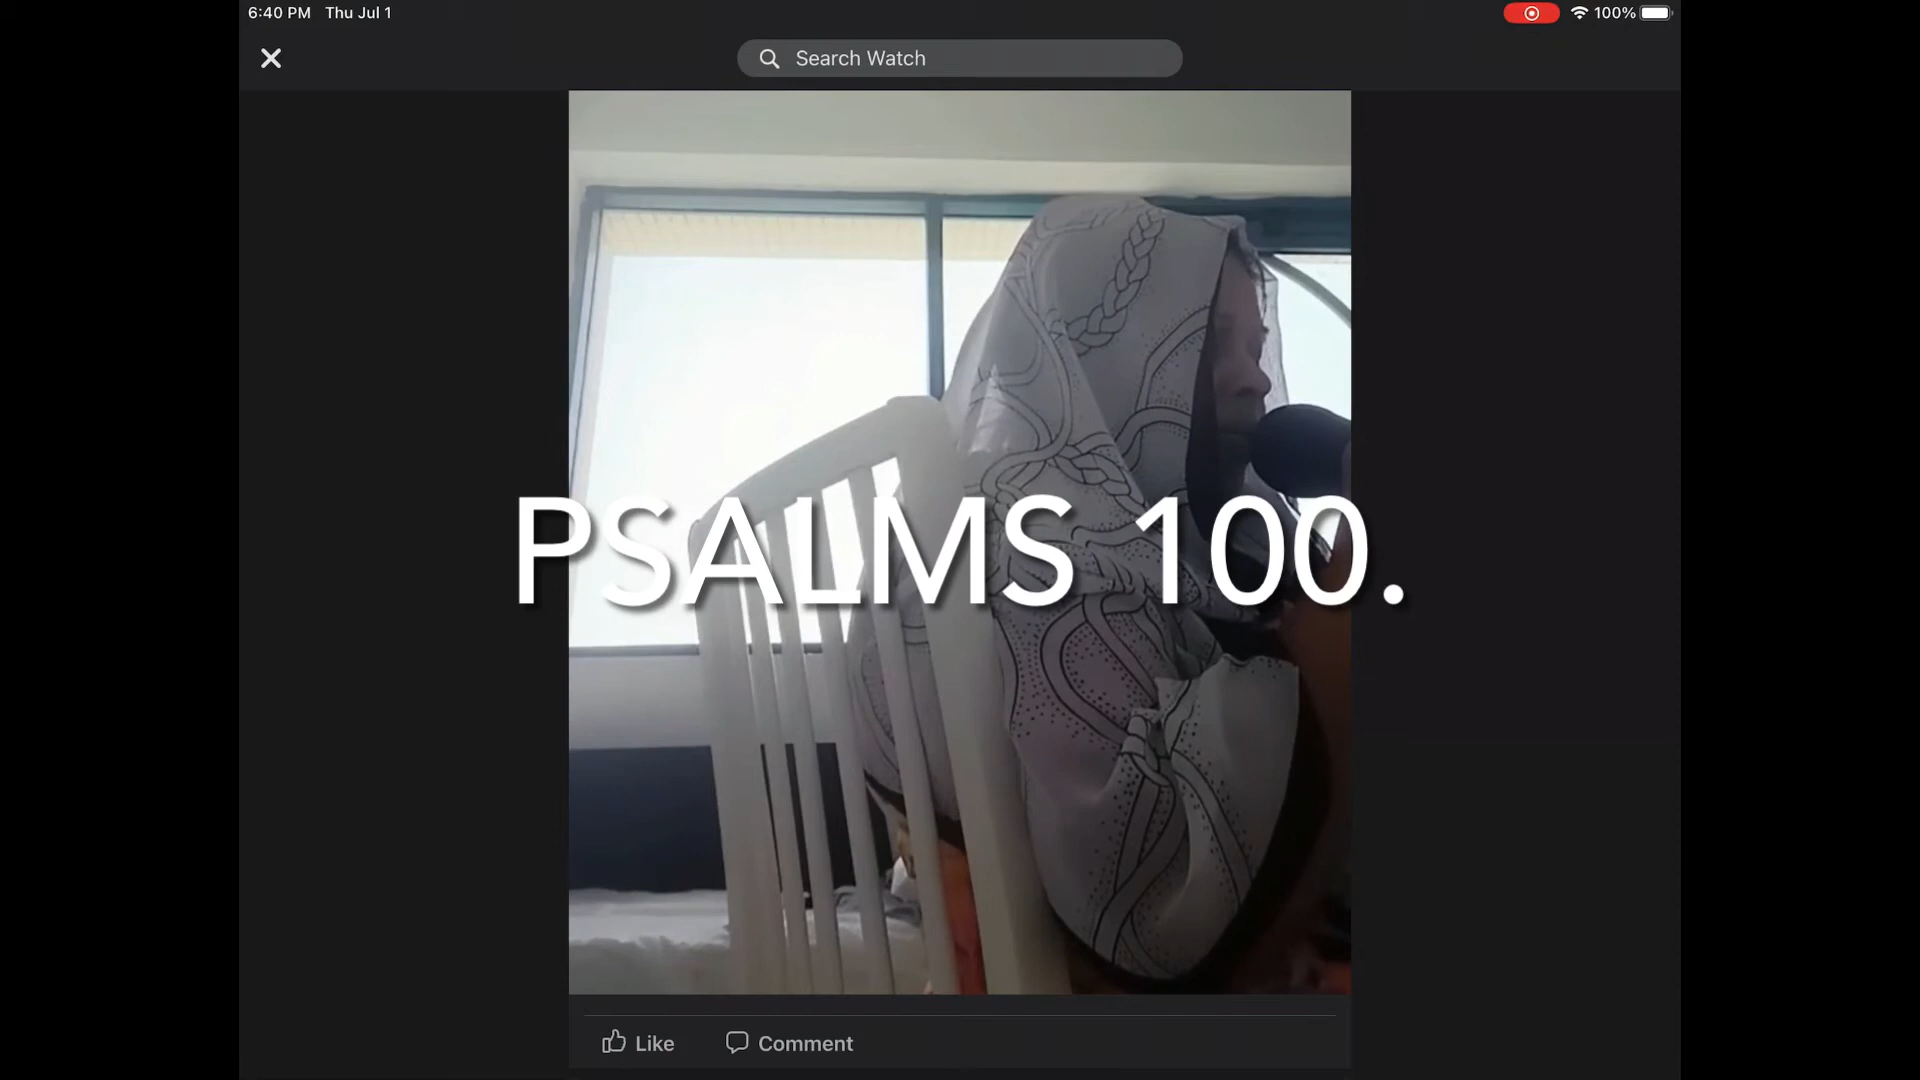 6:40 PM Thu Jul 1
100%
Search Watch
PSALMS 100.
Like
Comment